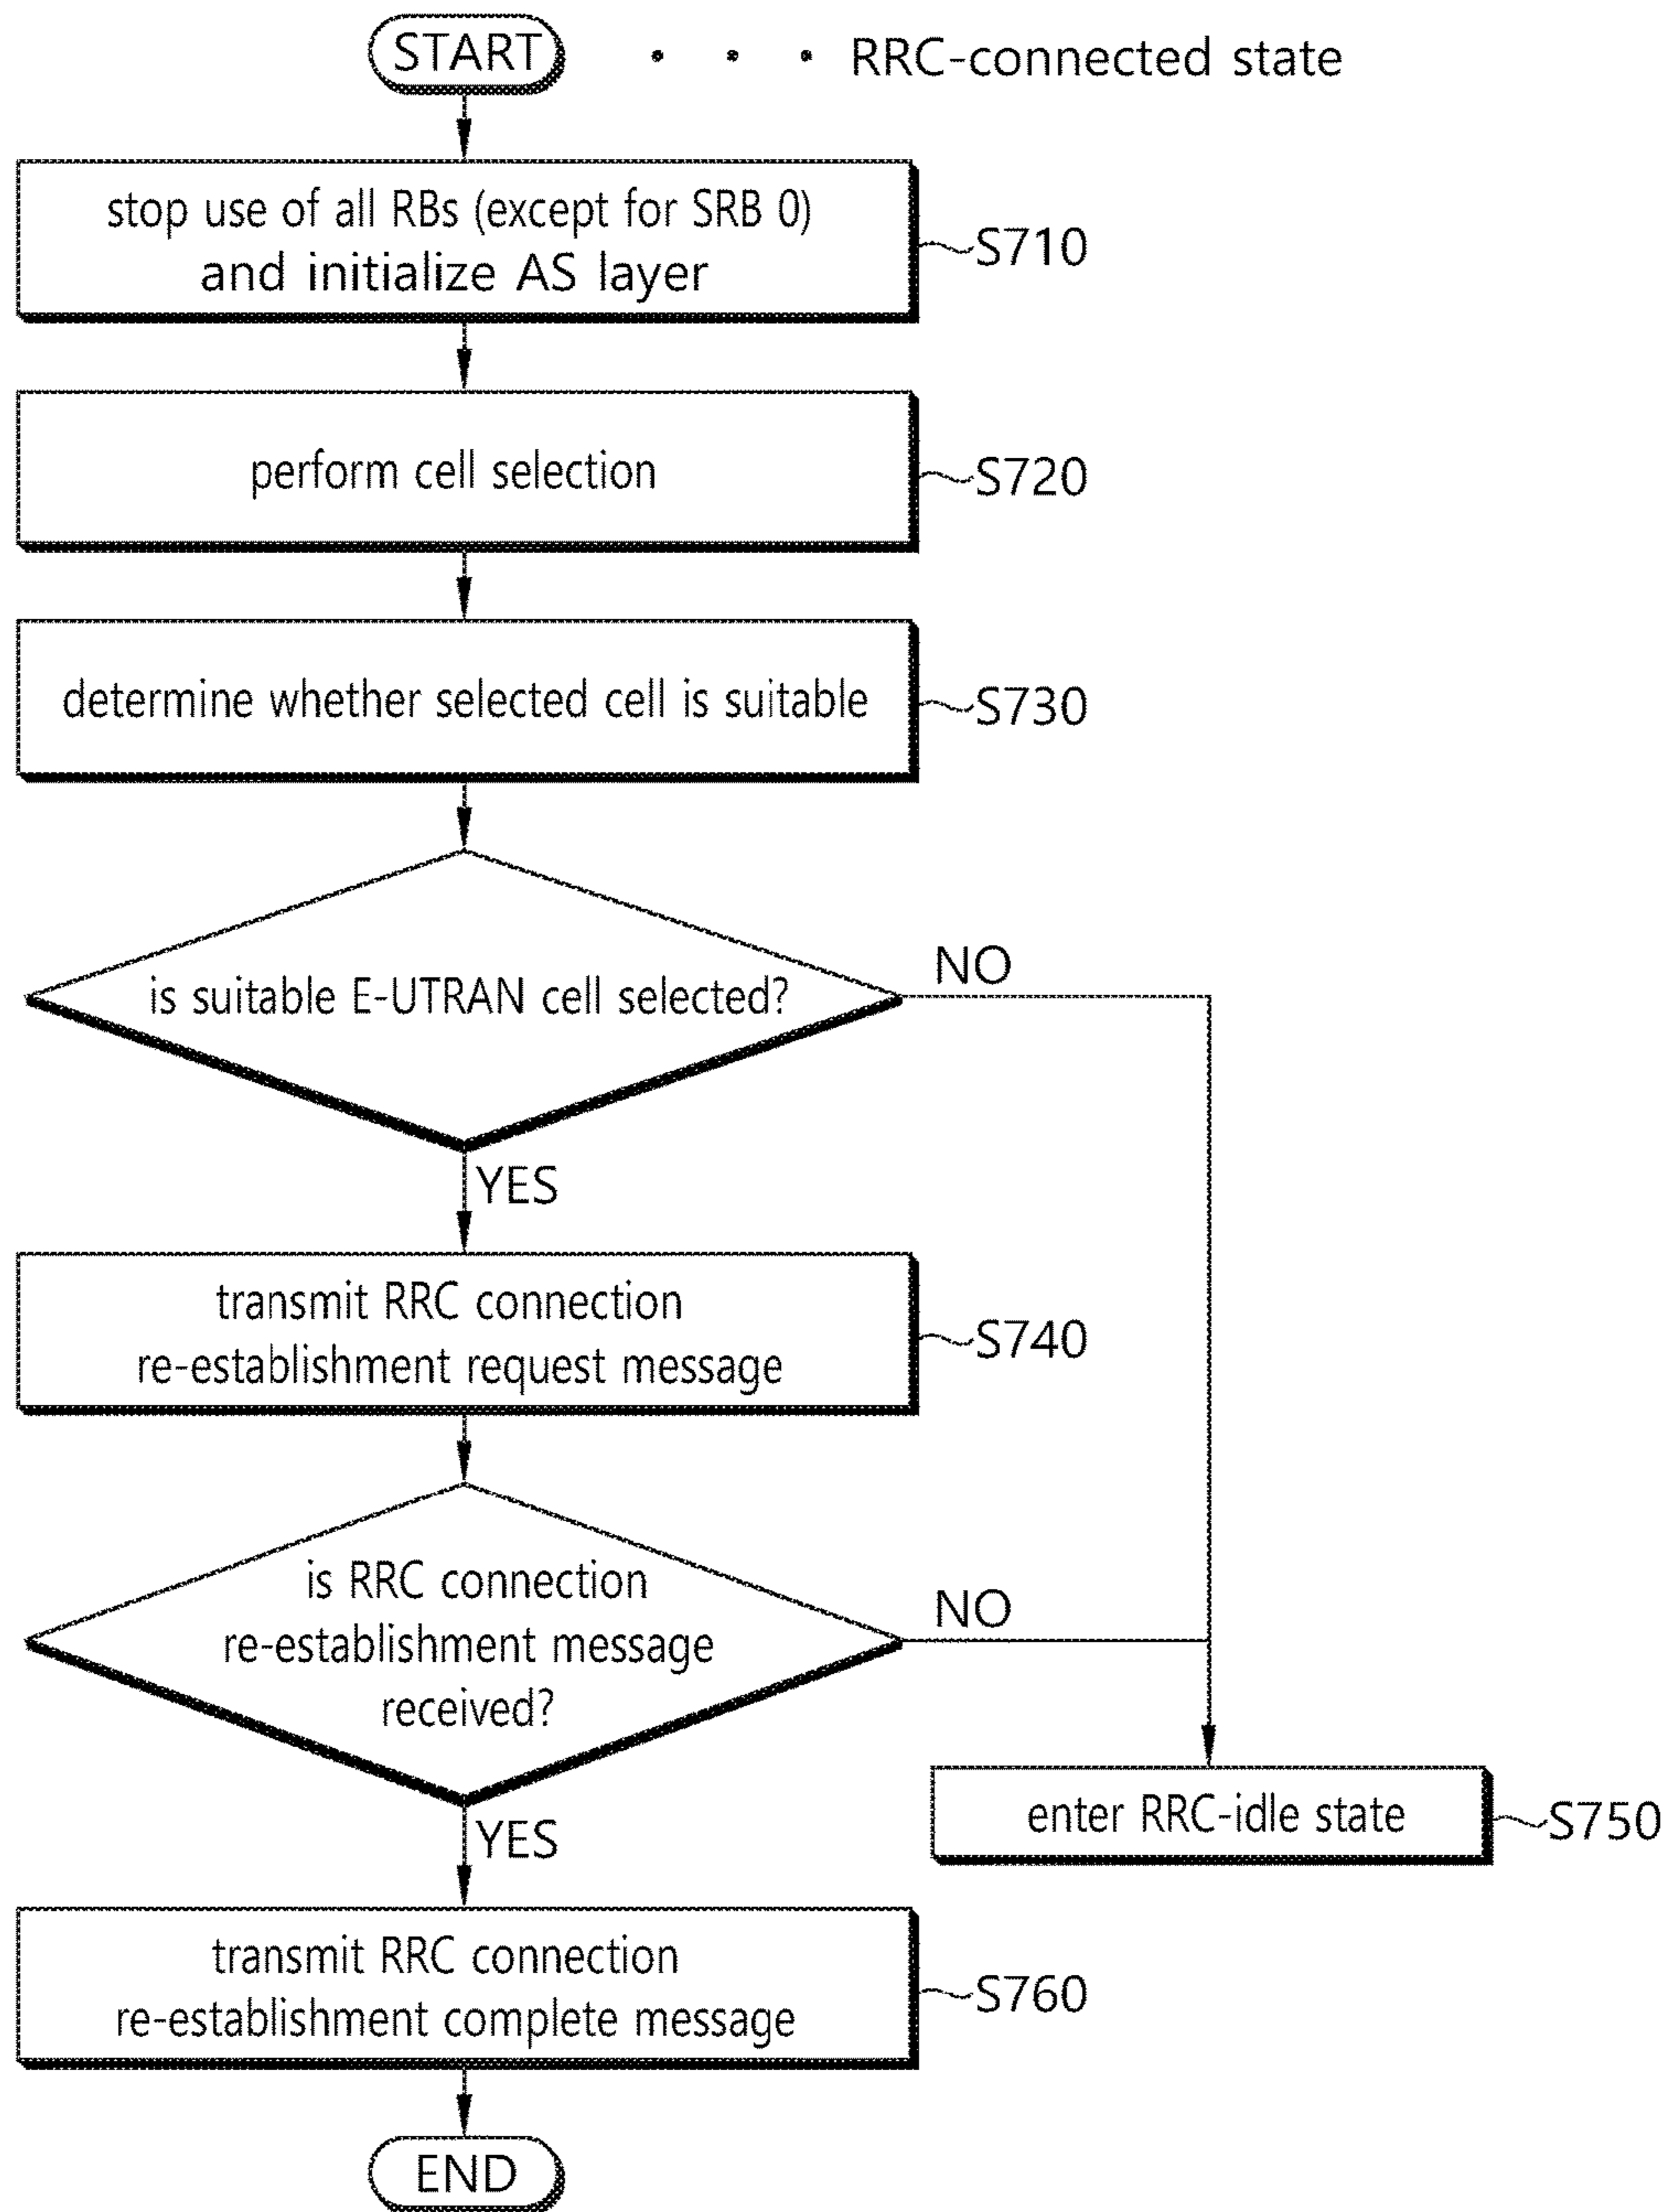 START
· · · RRC-connected state
stop use of all RBs (except for SRB 0)
and initialize AS layer
S710
perform cell selection
S720
determine whether selected cell is suitable
S730
is suitable E-UTRAN cell selected?
NO
YES
transmit RRC connection
re-establishment request message
S740
is RRC connection
re-establishment message
received?
NO
YES
enter RRC-idle state
S750
transmit RRC connection
re-establishment complete message
S760
END